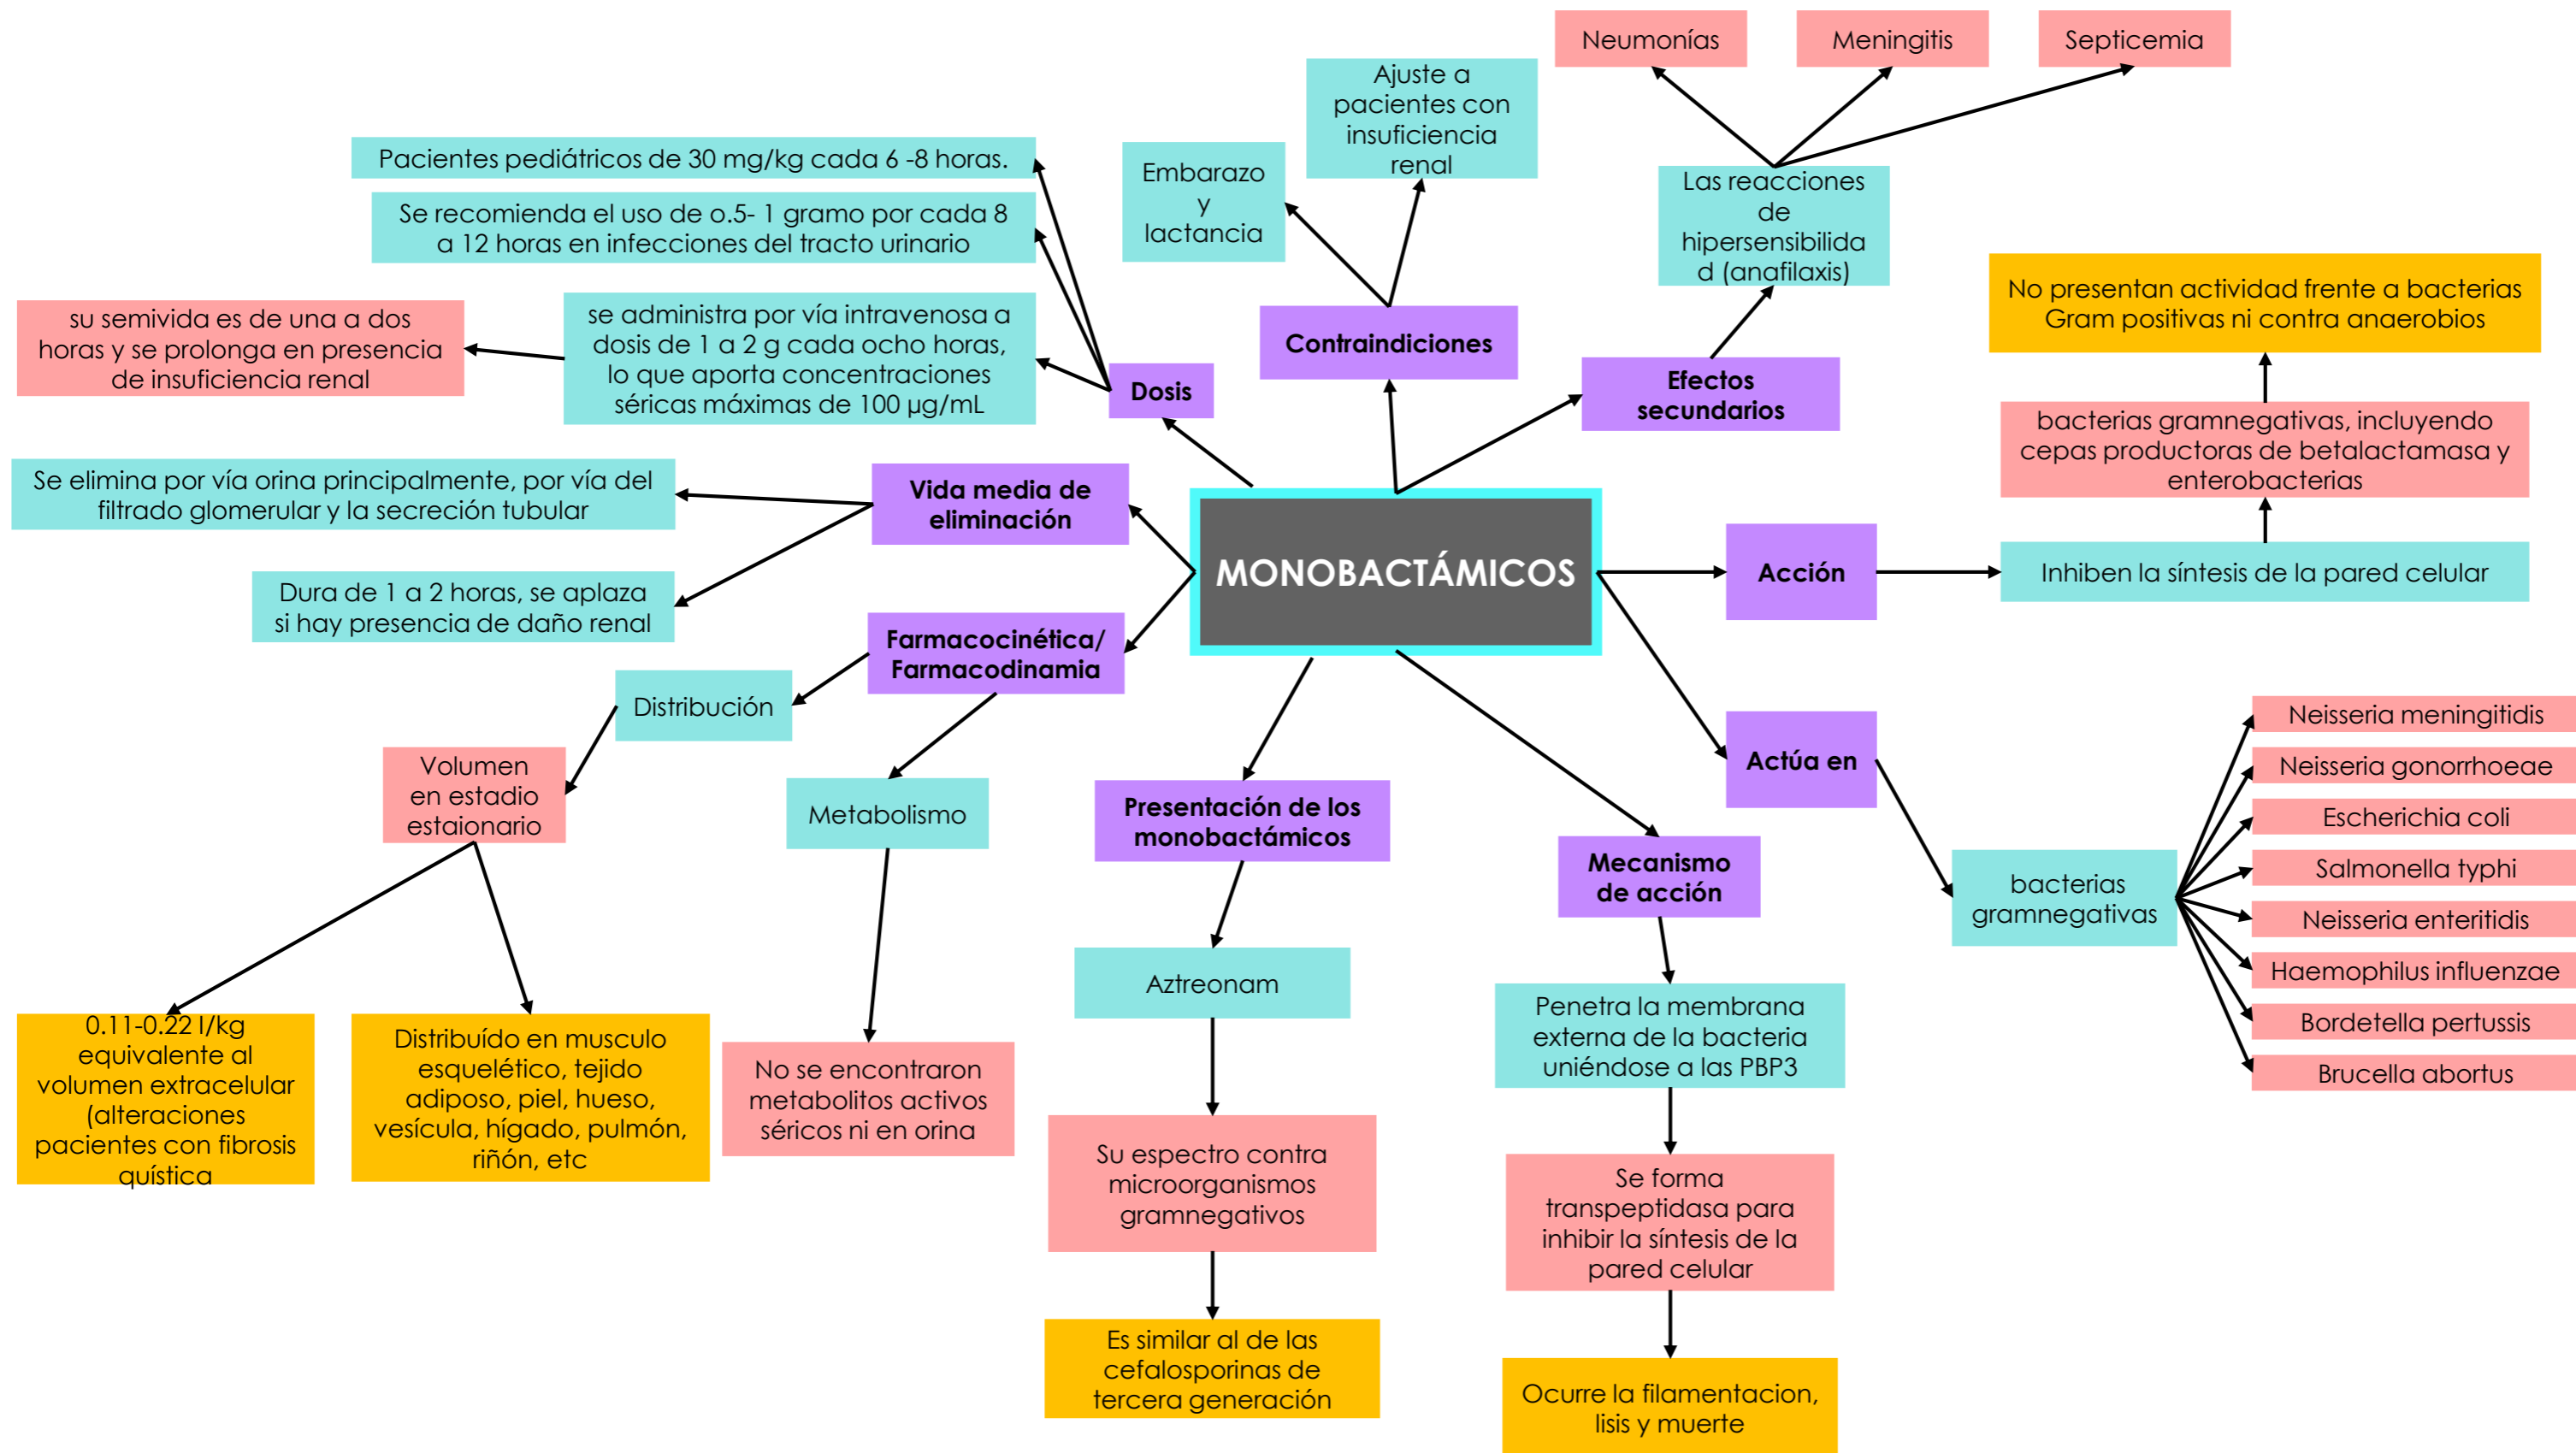 Neumonías
Meningitis
Septicemia
Ajuste a
pacientes con
insuficiencia
renal
Embarazo
y
lactancia
Las reacciones
de
hipersensibilida
d (anafilaxis)
Contraindiciones
Efectos
secundarios
Pacientes pediátricos de 30 mg/kg cada 6 -8 horas.
Se recomienda el uso de o.5- 1 gramo por cada 8
a 12 horas en infecciones del tracto urinario
se administra por vía intravenosa a
dosis de 1 a 2 g cada ocho horas,
lo que aporta concentraciones
séricas máximas de 100 µg/mL
su semivida es de una a dos
horas y se prolonga en presencia
de insuficiencia renal
Dosis
No presentan actividad frente a bacterias
Gram positivas ni contra anaerobios
bacterias gramnegativas, incluyendo
cepas productoras de betalactamasa y
enterobacterias
Inhiben la síntesis de la pared celular
Acción
MONOBACTÁMICOS
Vida media de
eliminación
Se elimina por vía orina principalmente, por vía del
filtrado glomerular y la secreción tubular
Dura de 1 a 2 horas, se aplaza
si hay presencia de daño renal
Farmacocinética/
Farmacodinamia
Distribución
Volumen
en estadio
estaionario
0.11-0.22 l/kg
equivalente al
volumen extracelular
(alteraciones
pacientes con fibrosis
quística
Distribuído en musculo
esquelético, tejido
adiposo, piel, hueso,
vesícula, hígado, pulmón,
riñón, etc
Metabolismo
No se encontraron
metabolitos activos
séricos ni en orina
Presentación de los
monobactámicos
Aztreonam
Su espectro contra
microorganismos
gramnegativos
Es similar al de las
cefalosporinas de
tercera generación
Mecanismo
de acción
Penetra la membrana
externa de la bacteria
uniéndose a las PBP3
Se forma
transpeptidasa para
inhibir la síntesis de la
pared celular
Ocurre la filamentacion,
lisis y muerte
Actúa en
bacterias
gramnegativas
Neisseria meningitidis
Neisseria gonorrhoeae
Escherichia coli
Salmonella typhi
Neisseria enteritidis
Haemophilus influenzae
Bordetella pertussis
Brucella abortus